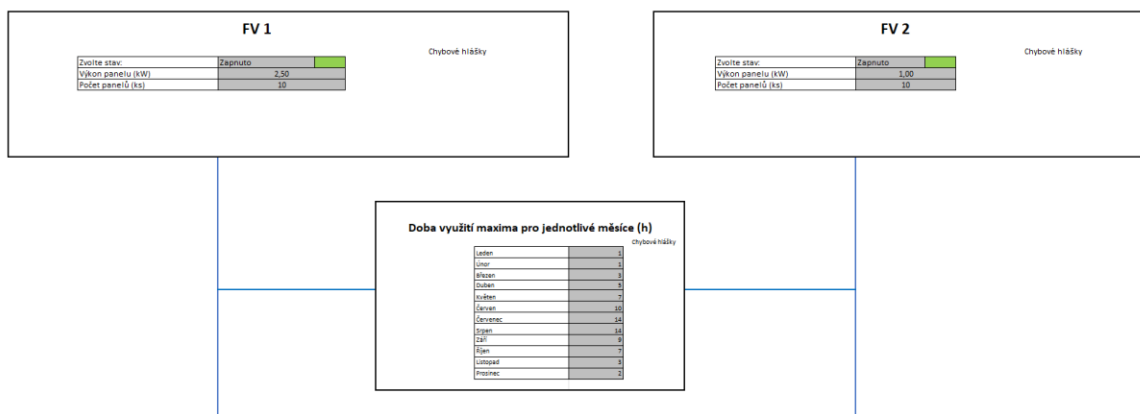 FV 1
Chybové hlášky
Zvolte stav: Zapnuto
Výkon panelu (kW) 2,50
Počet panelů (ks) 10
FV 2
Chybové hlášky
Zvolte stav: Zapnuto
Výkon panelu (kW) 1,00
Počet panelů (ks) 10
Doba využití maxima pro jednotlivé měsíce (h)
Chybové hlášky
Leden 1
Únor 1
Březen 3
Duben 5
Květen 7
Červen 10
Červenec 14
Srpen 14
Září 9
Říjen 7
Listopad 3
Prosinec 2